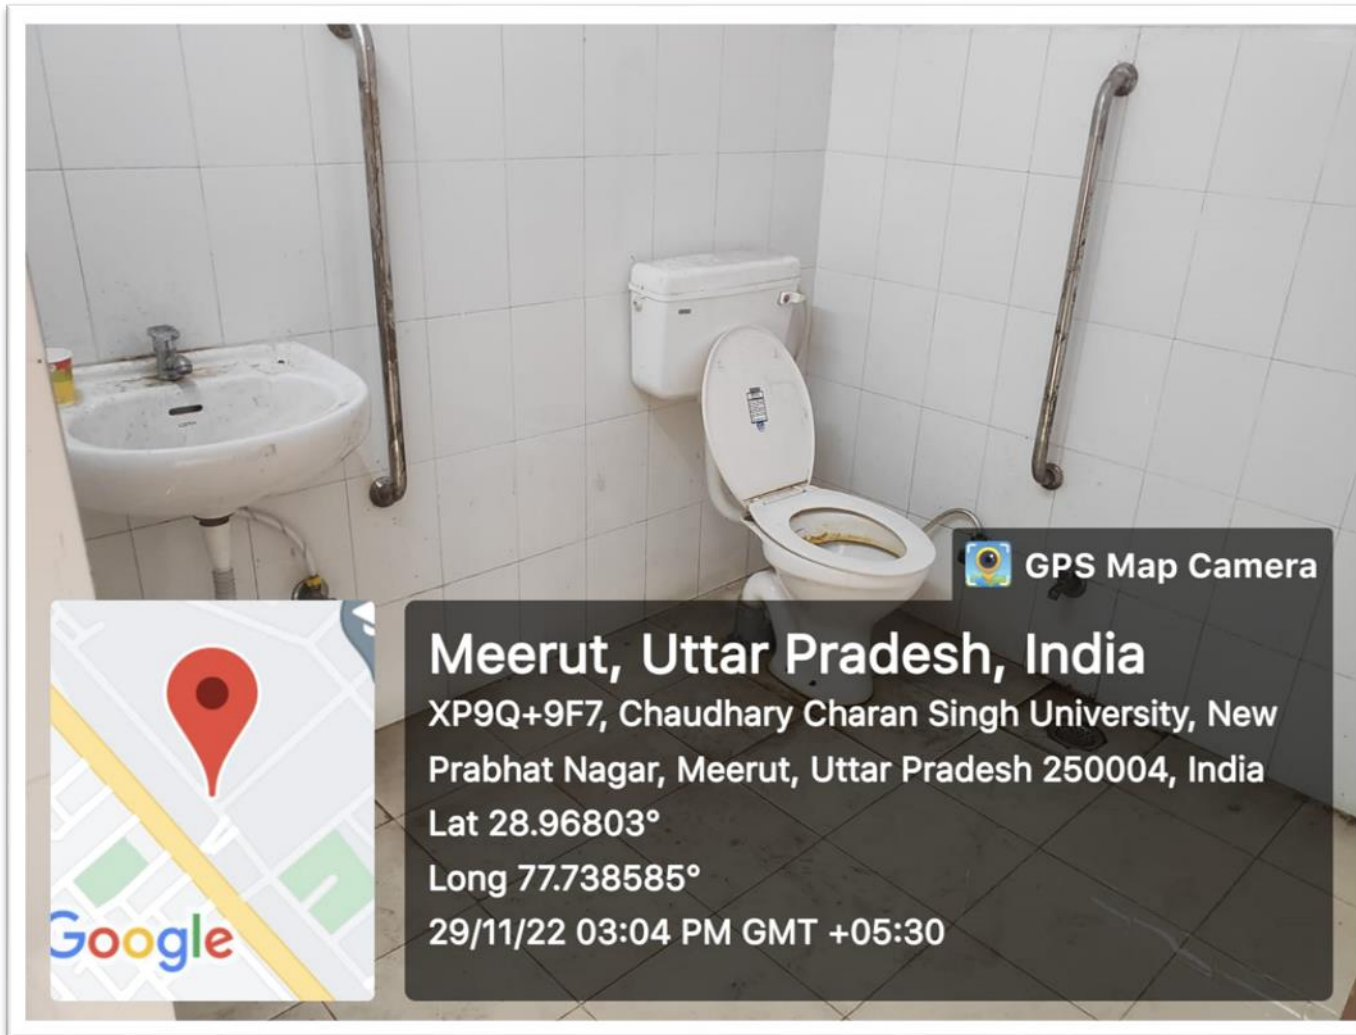 GPS Map Camera
Meerut, Uttar Pradesh, India
XP9Q+9F7, Chaudhary Charan Singh University, New
Prabhat Nagar, Meerut, Uttar Pradesh 250004, India
Lat 28.96803°
Long 77.738585°
29/11/22 03:04 PM GMT +05:30
Google